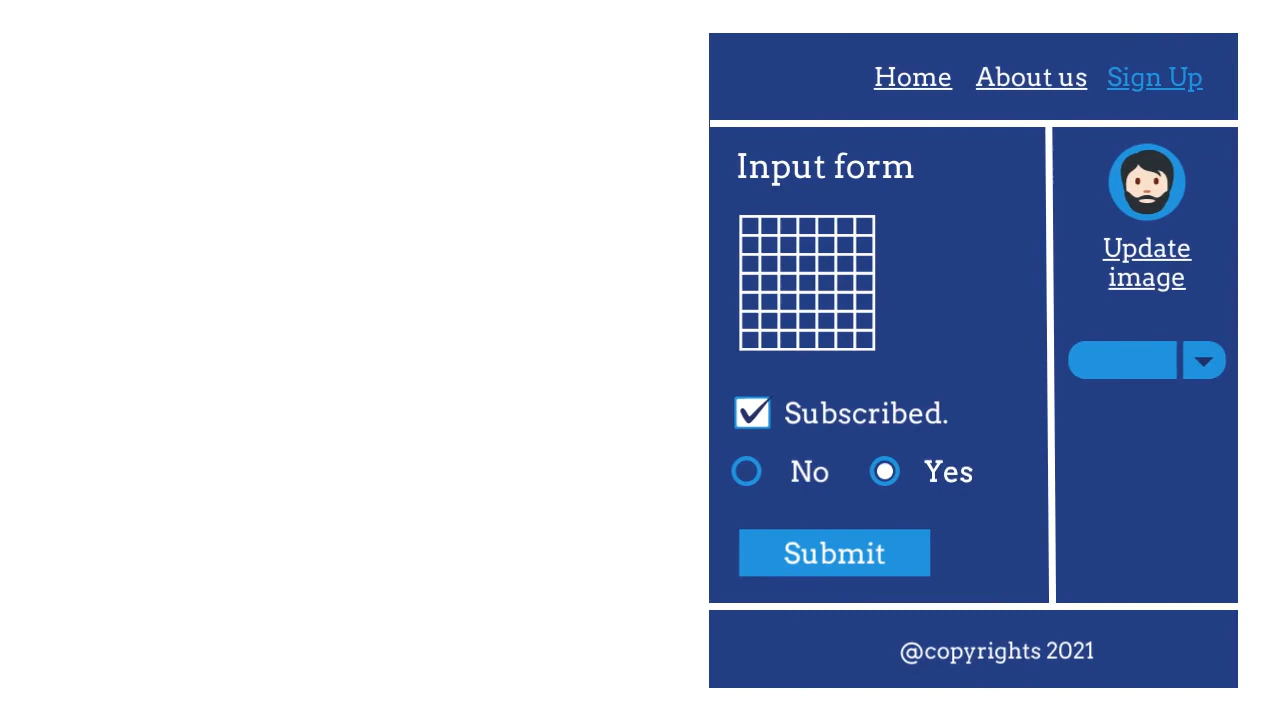 Home About us Sign Up
Input form
Update
image
Subscribed.
No Yes
Submit
@copyrights 2021